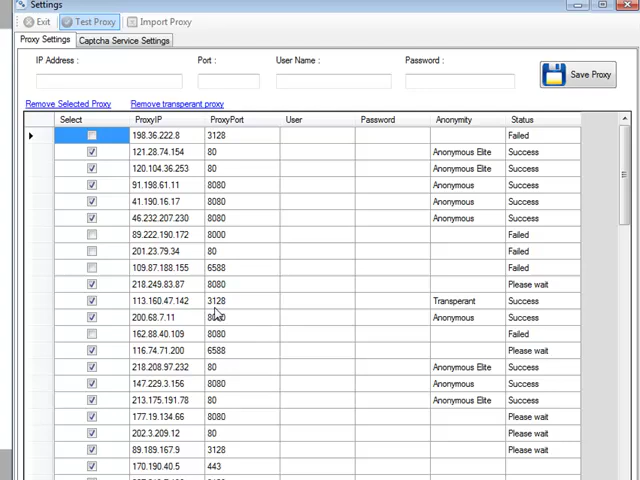 Settings
Exit Test Proxy Import Proxy
Proxy Settings Captcha Service Settings
IP Address : Port : User Name : Password :
Save Proxy
Remove Selected Proxy Remove transperant proxy
Select ProxyIP ProxyPort User Password Anonymity Status
198.36.222.8 3128 Failed
121.28.74.154 80 Anonymous Elite Success
120.104.36.253 80 Anonymous Elite Success
91.198.61.11 8080 Anonymous Success
41.190.16.17 8080 Anonymous Success
46.232.207.230 8080 Anonymous Success
89.222.190.172 8000 Failed
201.23.79.34 80 Failed
109.87.188.155 6588 Failed
218.249.83.87 8080 Please wait
113.160.47.142 3128 Transperant Success
200.68.7.11 8080 Anonymous Success
162.88.40.109 8080 Failed
116.74.71.200 6588 Please wait
218.208.97.232 80 Anonymous Elite Success
147.229.3.156 8080 Anonymous Success
213.175.191.78 80 Anonymous Elite Success
177.19.134.66 8080 Please wait
202.3.209.12 80 Please wait
89.189.167.9 3128 Please wait
170.190.40.5 443